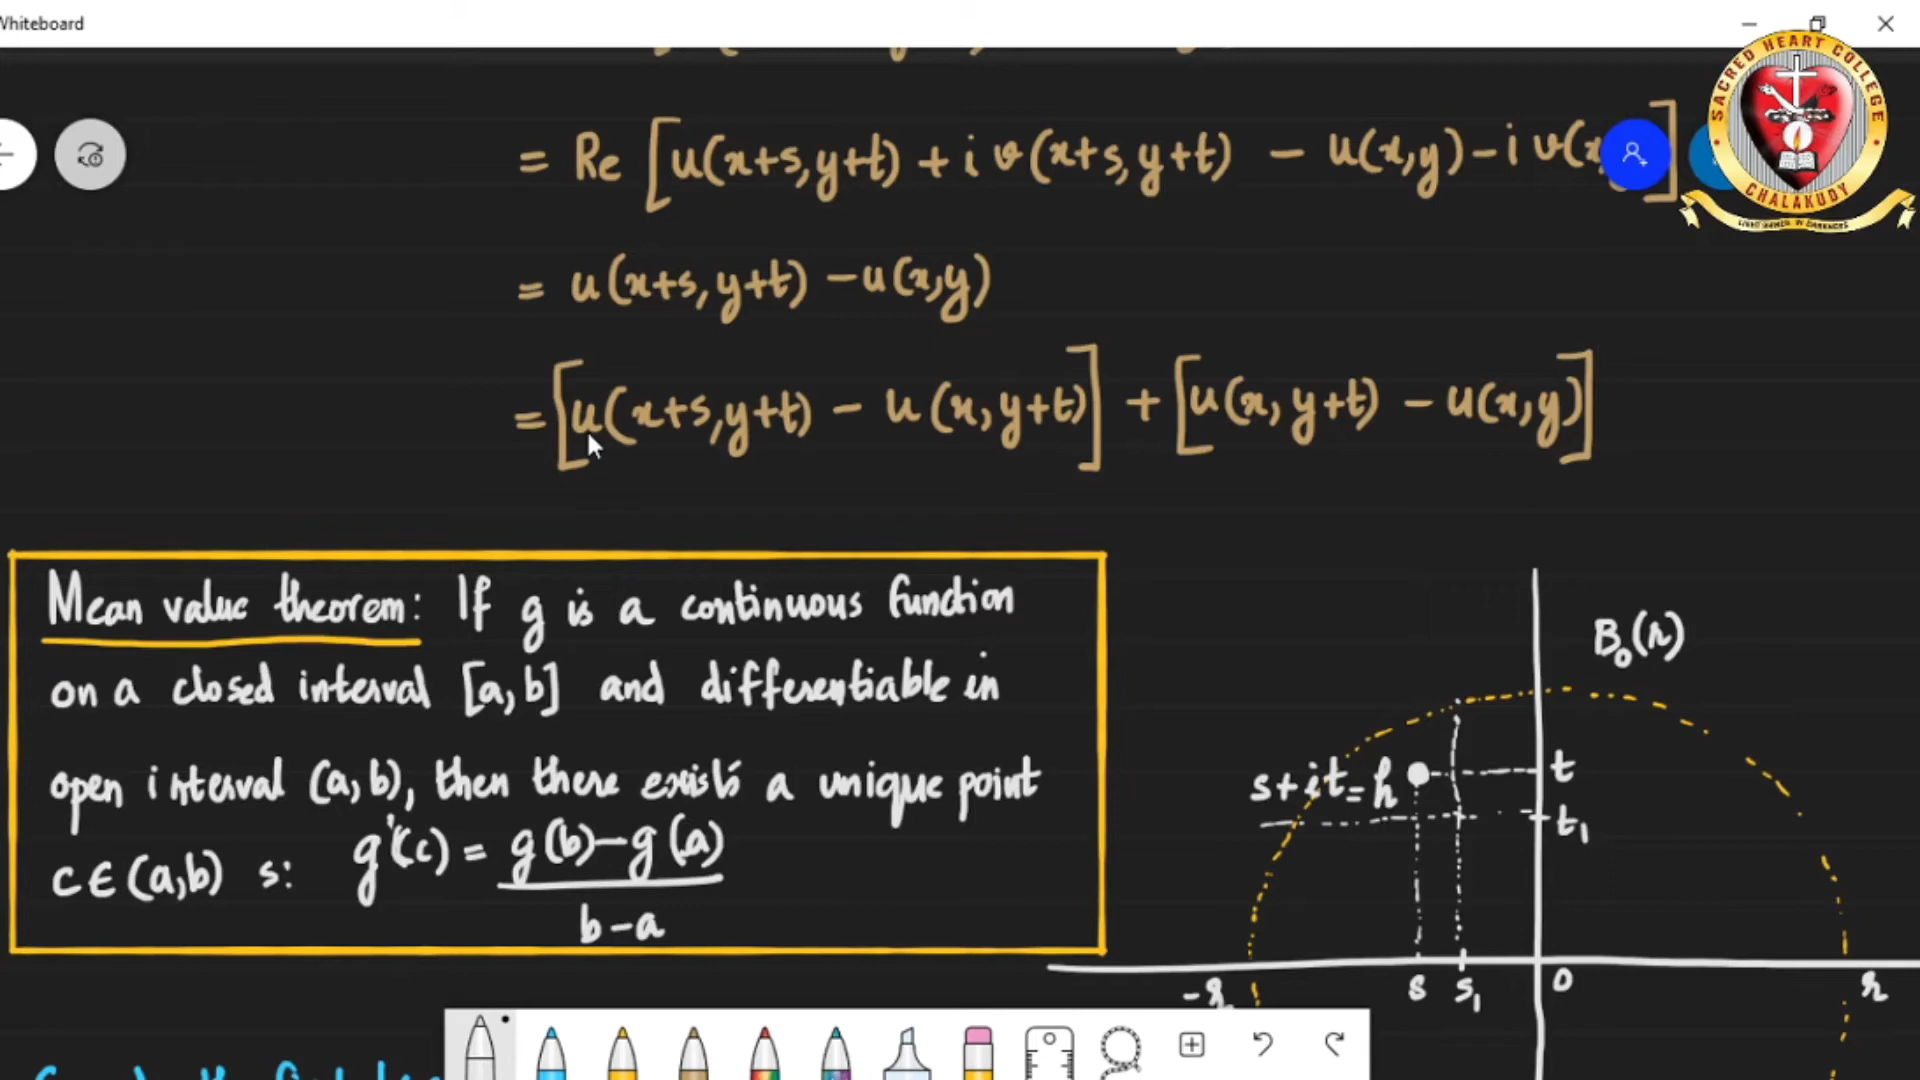 Whiteboard
= Re [u(x+s, y+t) + i v(x+s, y+t) - u(x,y) - i v(x
= u(x+s, y+t) - u(x,y)
= [u(x+s, y+t) - u(x, y+t)] + [u(x, y+t) - u(x,y)]
SACRED HEART COLLEGE
CHALAKUDY
Mean value theorem: If g is a continuous function
on a closed interval [a, b] and differentiable in
open interval (a, b), then there exists a unique point
c∈(a,b) s: g'(c) = g(b)-g(a)
b-a
B₀(r)
s+it=h
t
t₁
-r
s
s₁
0
r